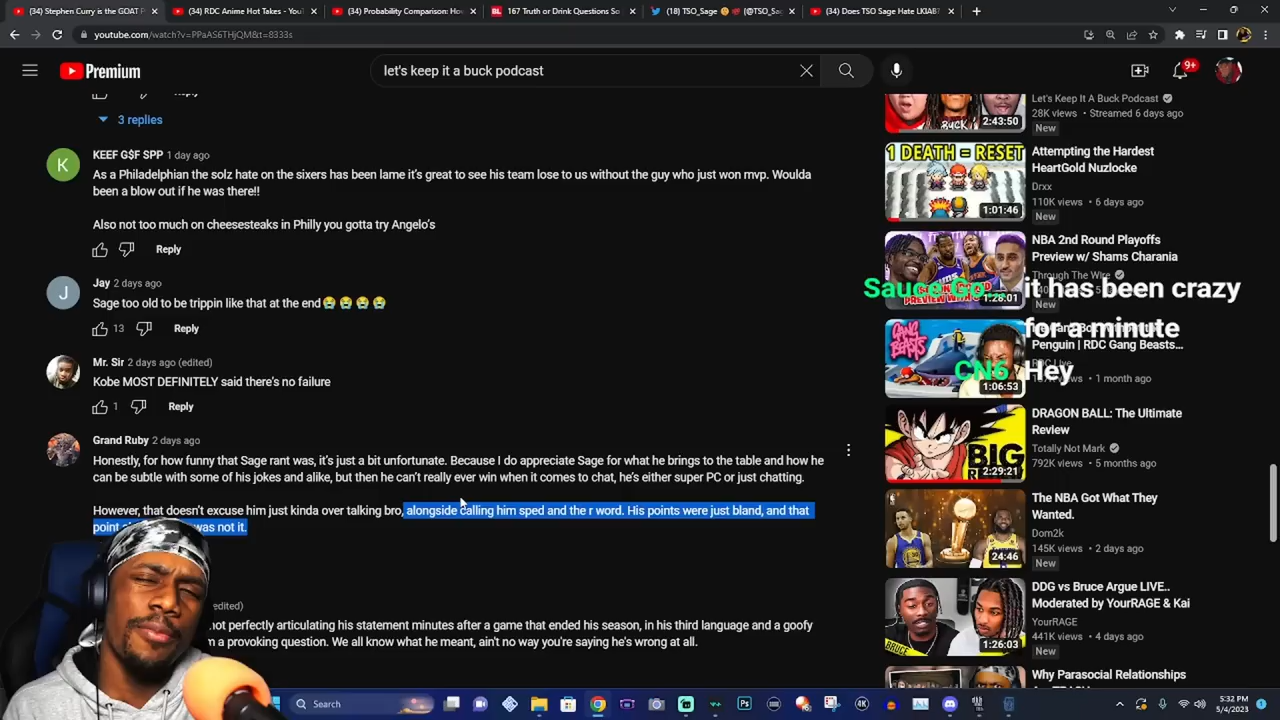 (34) Stephen Curry is the GOAT P
(34) RDC Anime Hot Takes - YouT
(34) Probability Comparison: Ho
167 Truth or Drink Questions So
(18) TSO_Sage (@TSO_Sa
(34) Does TSO Sage Hate LKIAB?
youtube.com/watch?v=PPaAS6THjQM&t=8333s
Premium
let's keep it a buck podcast
9+
Reply
3 replies
KEEF G$F SPP 1 day ago
As a Philadelphian the solz hate on the sixers has been lame it's great to see his team lose to us without the guy who just won mvp. Woulda
been a blow out if he was there!!
Also not too much on cheesesteaks in Philly you gotta try Angelo's
Reply
Jay 2 days ago
Sage too old to be trippin like that at the end😭😭😭😭
13 Reply
Mr. Sir 2 days ago (edited)
Kobe MOST DEFINITELY said there's no failure
1 Reply
Grand Ruby 2 days ago
Honestly, for how funny that Sage rant was, it's just a bit unfortunate. Because I do appreciate Sage for what he brings to the table and how he
can be subtle with some of his jokes and alike, but then he can't really ever win when it comes to chat, he's either super PC or just chatting.
However, that doesn't excuse him just kinda over talking bro, alongside calling him sped and the r word. His points were just bland, and that
point was not it.
edited)
not perfectly articulating his statement minutes after a game that ended his season, in his third language and a goofy
a provoking question. We all know what he meant, ain't no way you're saying he's wrong at all.
BUCK
2:43:50
Let's Keep It A Buck Podcast
28K views • Streamed 6 days ago
New
1 DEATH = RESET
1:01:46
Attempting the Hardest
HeartGold Nuzlocke
Drxx
110K views • 6 days ago
New
PREVIEW WITH
1:28:01
NBA 2nd Round Playoffs
Preview w/ Shams Charania
Through The Wire
Sauce Go... it has been crazy
for a minute
CN6 Hey
GANG BEASTS
1:06:53
Penguin | RDC Gang Beasts...
RDC Live
1 month ago
BIG
2:29:21
DRAGON BALL: The Ultimate
Review
Totally Not Mark
792K views • 5 months ago
24:46
The NBA Got What They
Wanted.
Dom2k
145K views • 2 days ago
New
BRUCE
1:26:03
DDG vs Bruce Argue LIVE..
Moderated by YourRAGE & Kai
YourRAGE
441K views • 4 days ago
New
Why Parasocial Relationships
Search
4K
5:32 PM
5/4/2023